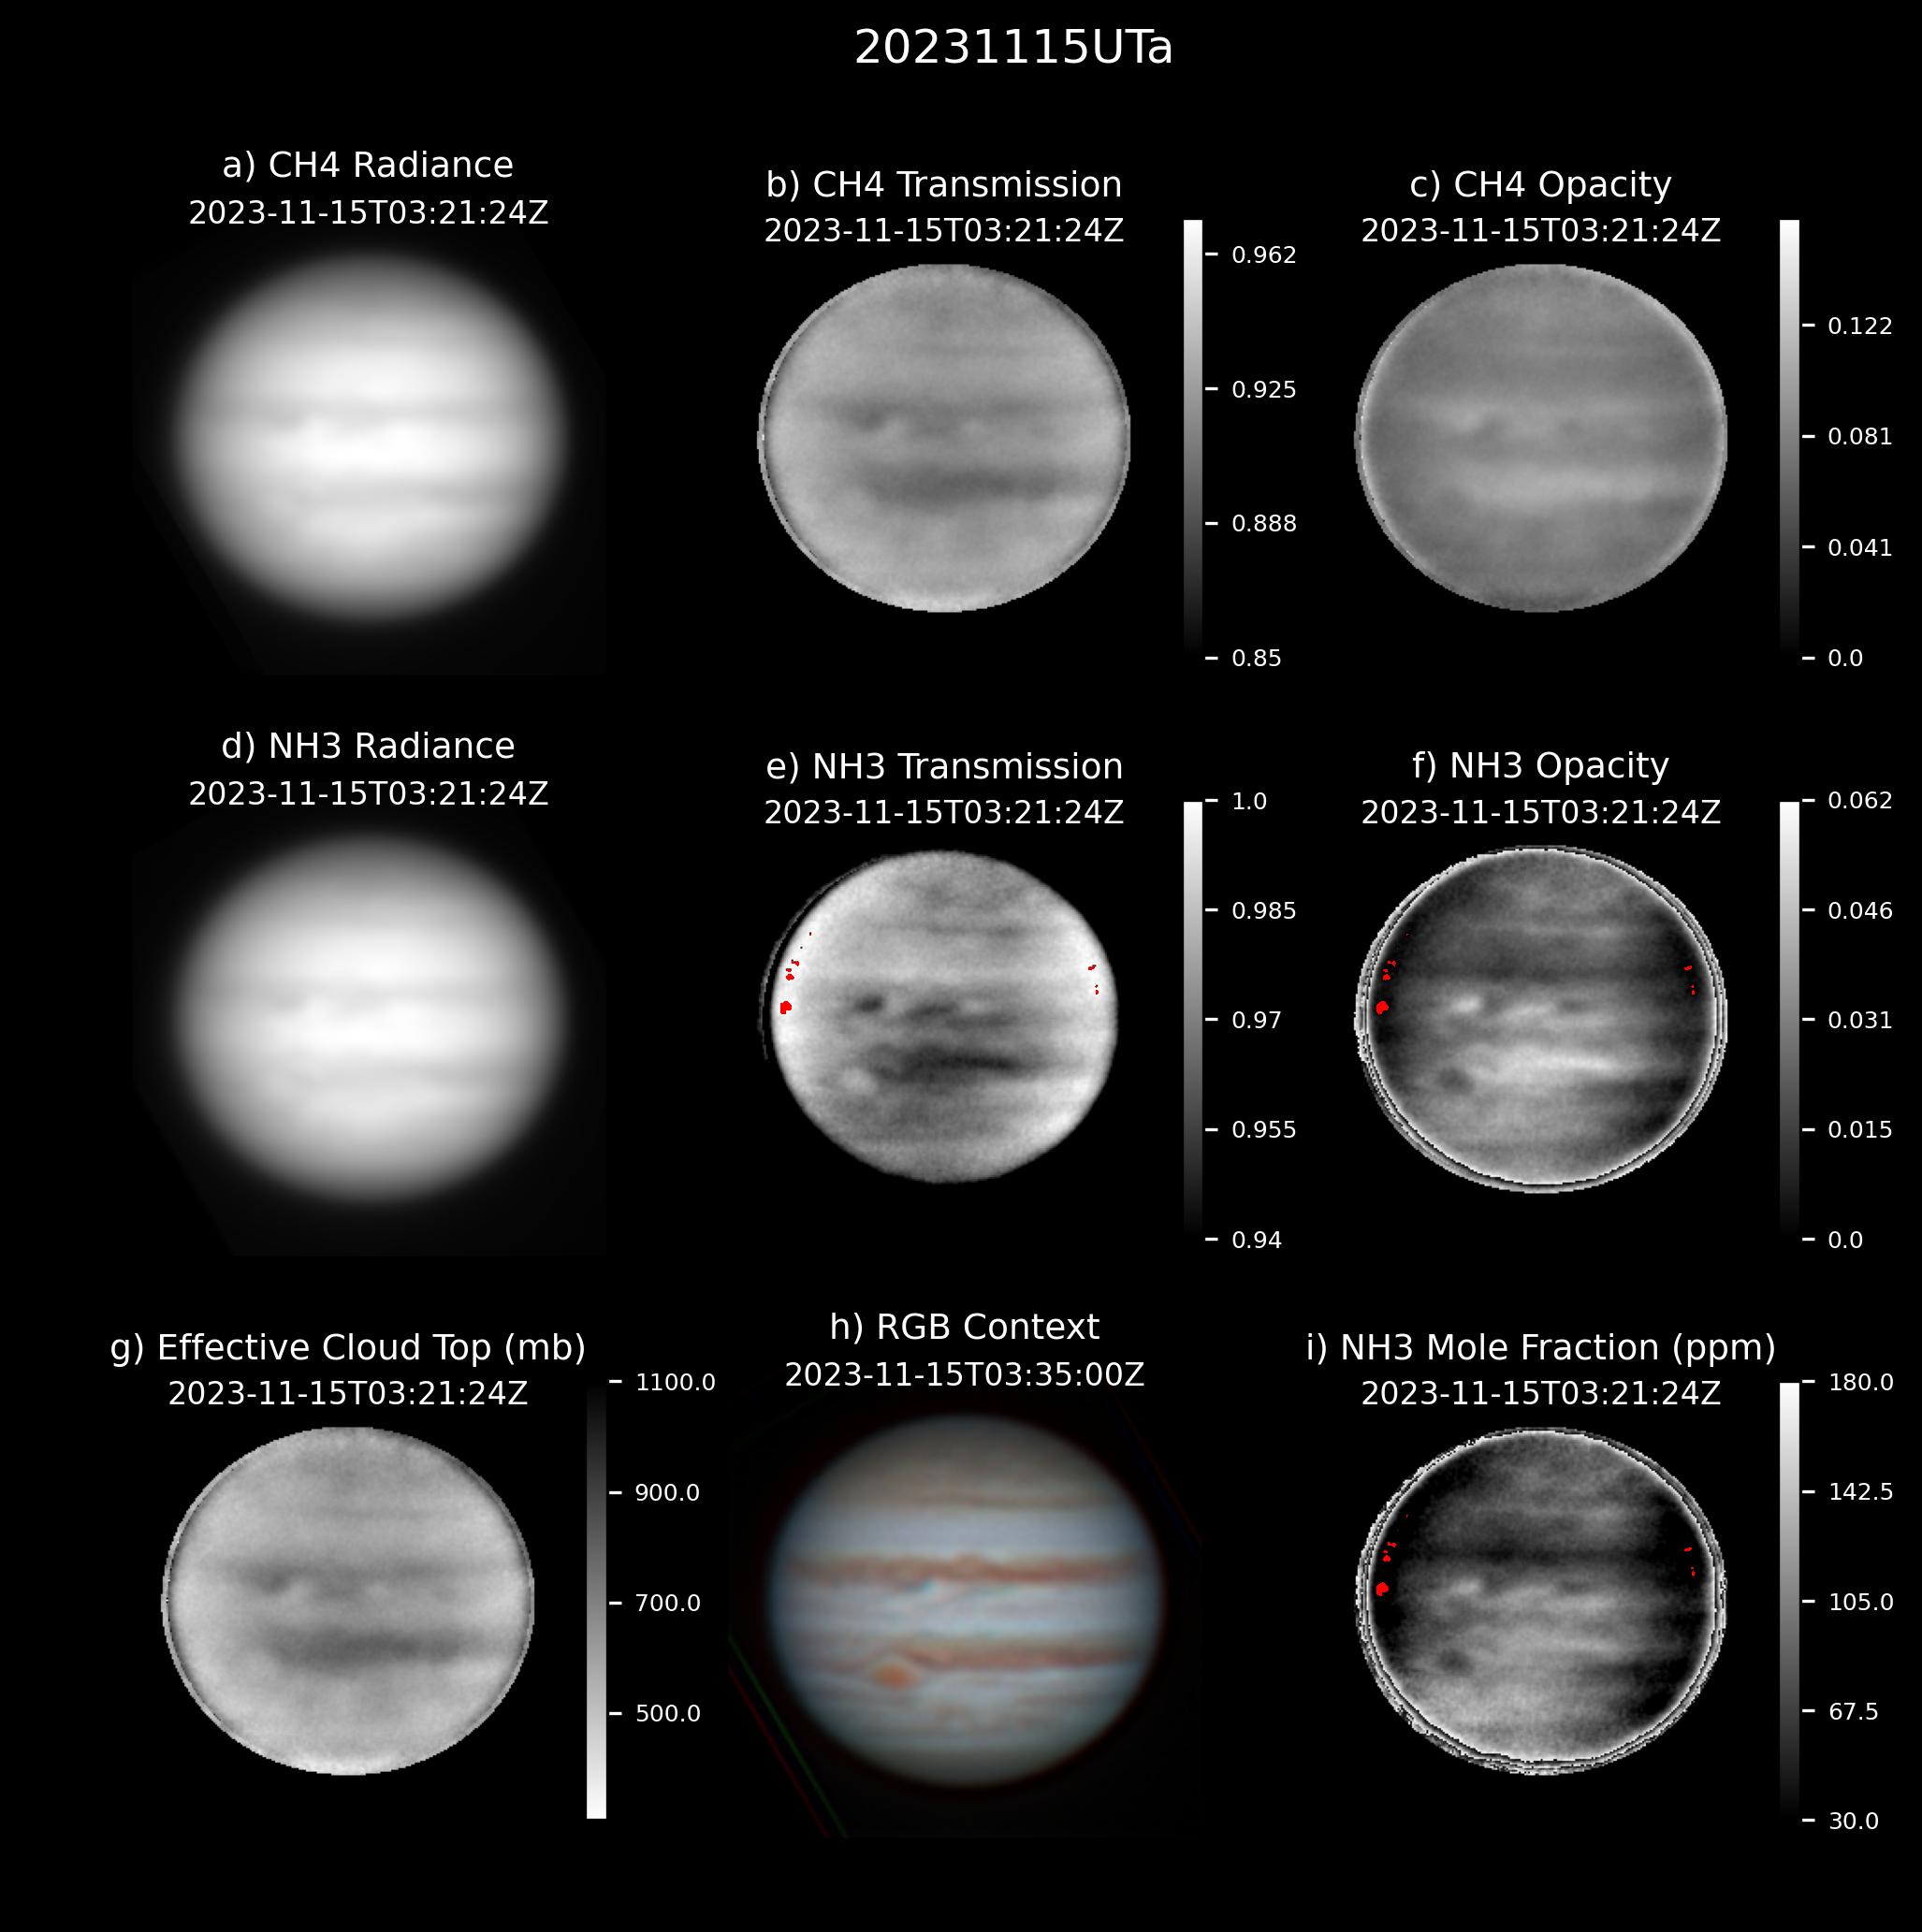 20231115UTa
a) CH4 Radiance
2023-11-15T03:21:24Z
b) CH4 Transmission
2023-11-15T03:21:24Z
0.962
0.925
0.888
0.85
c) CH4 Opacity
2023-11-15T03:21:24Z
0.122
0.081
0.041
0.0
d) NH3 Radiance
2023-11-15T03:21:24Z
e) NH3 Transmission
2023-11-15T03:21:24Z
1.0
0.985
0.97
0.955
0.94
f) NH3 Opacity
2023-11-15T03:21:24Z
0.062
0.046
0.031
0.015
0.0
g) Effective Cloud Top (mb)
2023-11-15T03:21:24Z
1100.0
900.0
700.0
500.0
h) RGB Context
2023-11-15T03:35:00Z
i) NH3 Mole Fraction (ppm)
2023-11-15T03:21:24Z
180.0
142.5
105.0
67.5
30.0